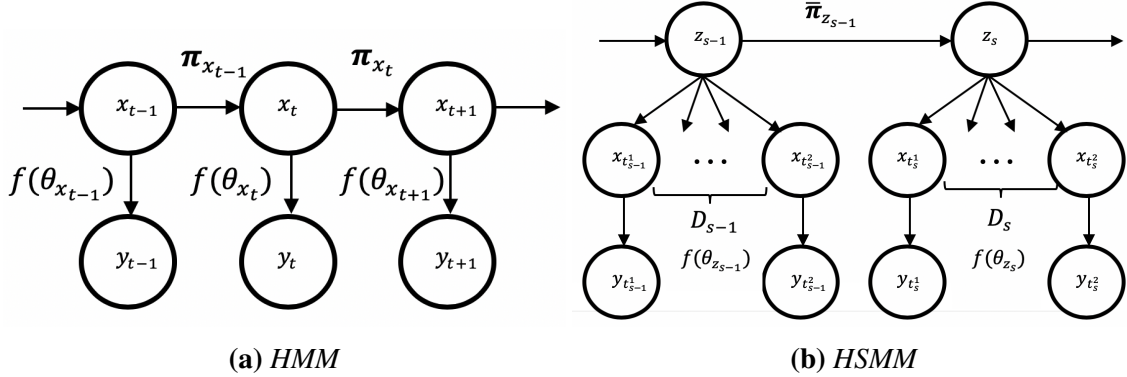 π_{x_{t−1}} π_{x_t}
x_{t−1} x_t x_{t+1}
f(θ_{x_{t−1}}) f(θ_{x_t}) f(θ_{x_{t+1}})
y_{t−1} y_t y_{t+1}
(a) HMM
z_{s−1} π̄_{z_{s−1}} z_s
x_{t^1_{s−1}} ... x_{t^2_{s−1}} x_{t^1_s} ... x_{t^2_s}
D_{s−1} D_s
f(θ_{z_{s−1}}) f(θ_{z_s})
y_{t^1_{s−1}} y_{t^2_{s−1}} y_{t^1_s} y_{t^2_s}
(b) HSMM